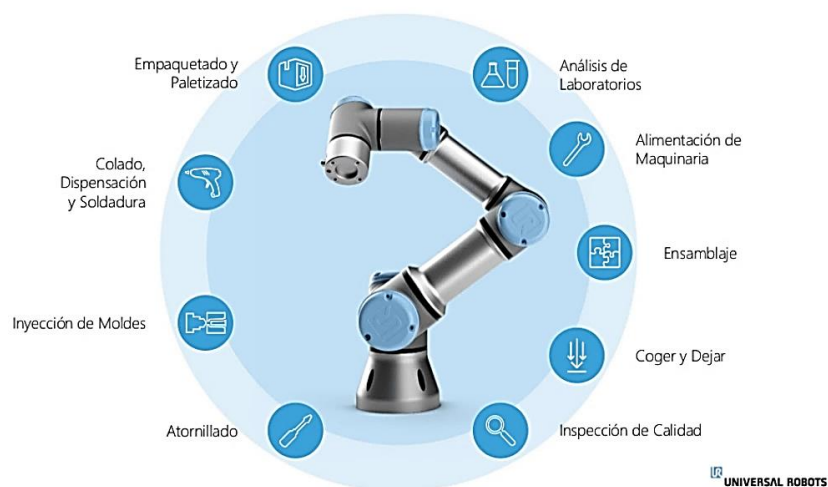 Empaquetado y
Paletizado
Análisis de
Laboratorios
Alimentación de
Maquinaria
Colado,
Dispensación
y Soldadura
Ensamblaje
Inyección de Moldes
Coger y Dejar
Atornillado
Inspección de Calidad
UR
UNIVERSAL ROBOTS